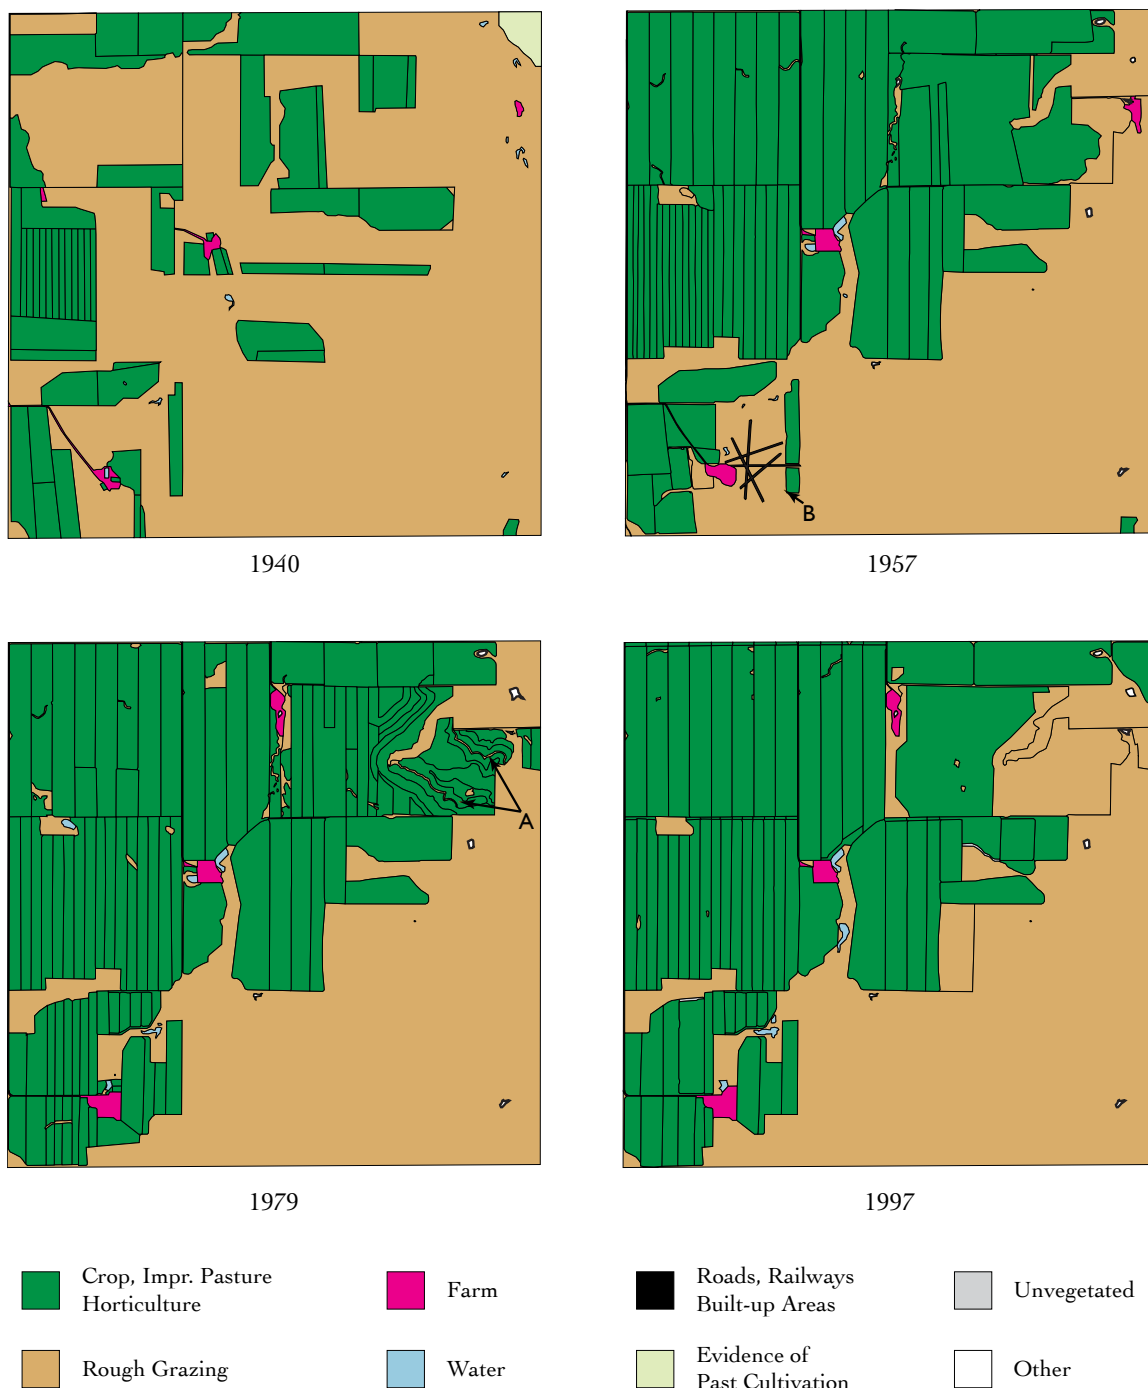 1940
1957
B
A
1979
1997
Crop, Impr. Pasture
Horticulture
Farm
Roads, Railways
Built-up Areas
Unvegetated
Rough Grazing
Water
Evidence of
Past Cultivation
Other